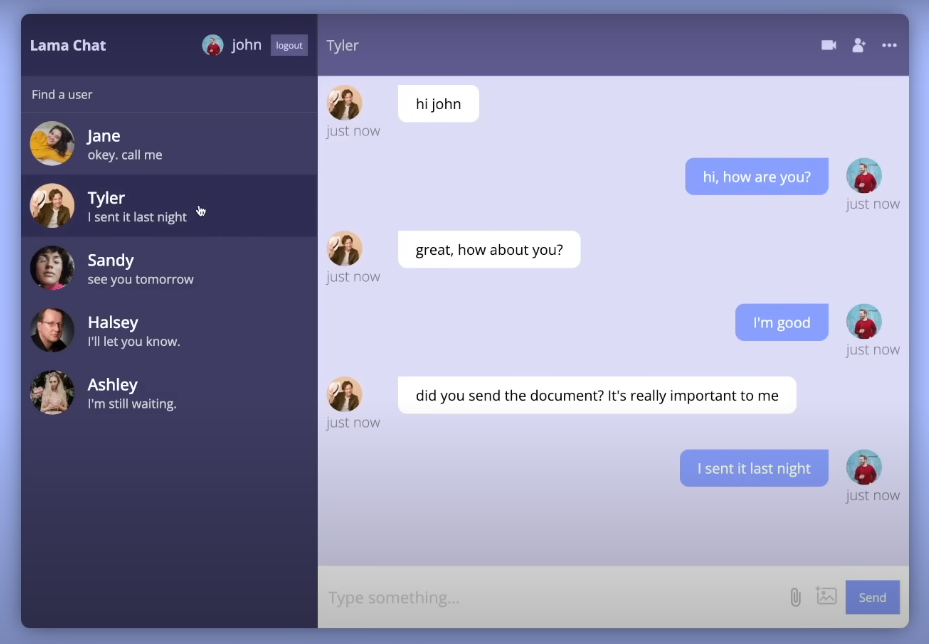 Lama Chat
john
logout
Find a user
Jane
okey. call me
Tyler
I sent it last night
Sandy
see you tomorrow
Halsey
I'll let you know.
Ashley
I'm still waiting.
Tyler
hi john
just now
hi, how are you?
just now
great, how about you?
just now
I'm good
just now
did you send the document? It's really important to me
just now
I sent it last night
just now
Type something...
Send